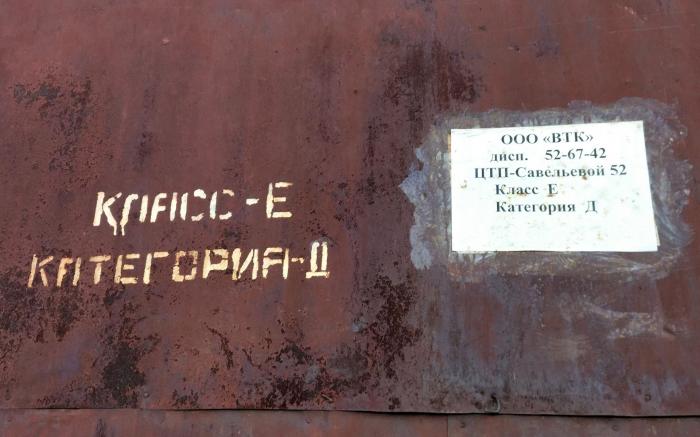 КЛАСС-Е
КАТЕГОРИЯ-Д
ООО «ВТК»
дисп. 52-67-42
ЦТП-Савельевой 52
Класс Е
Категория Д